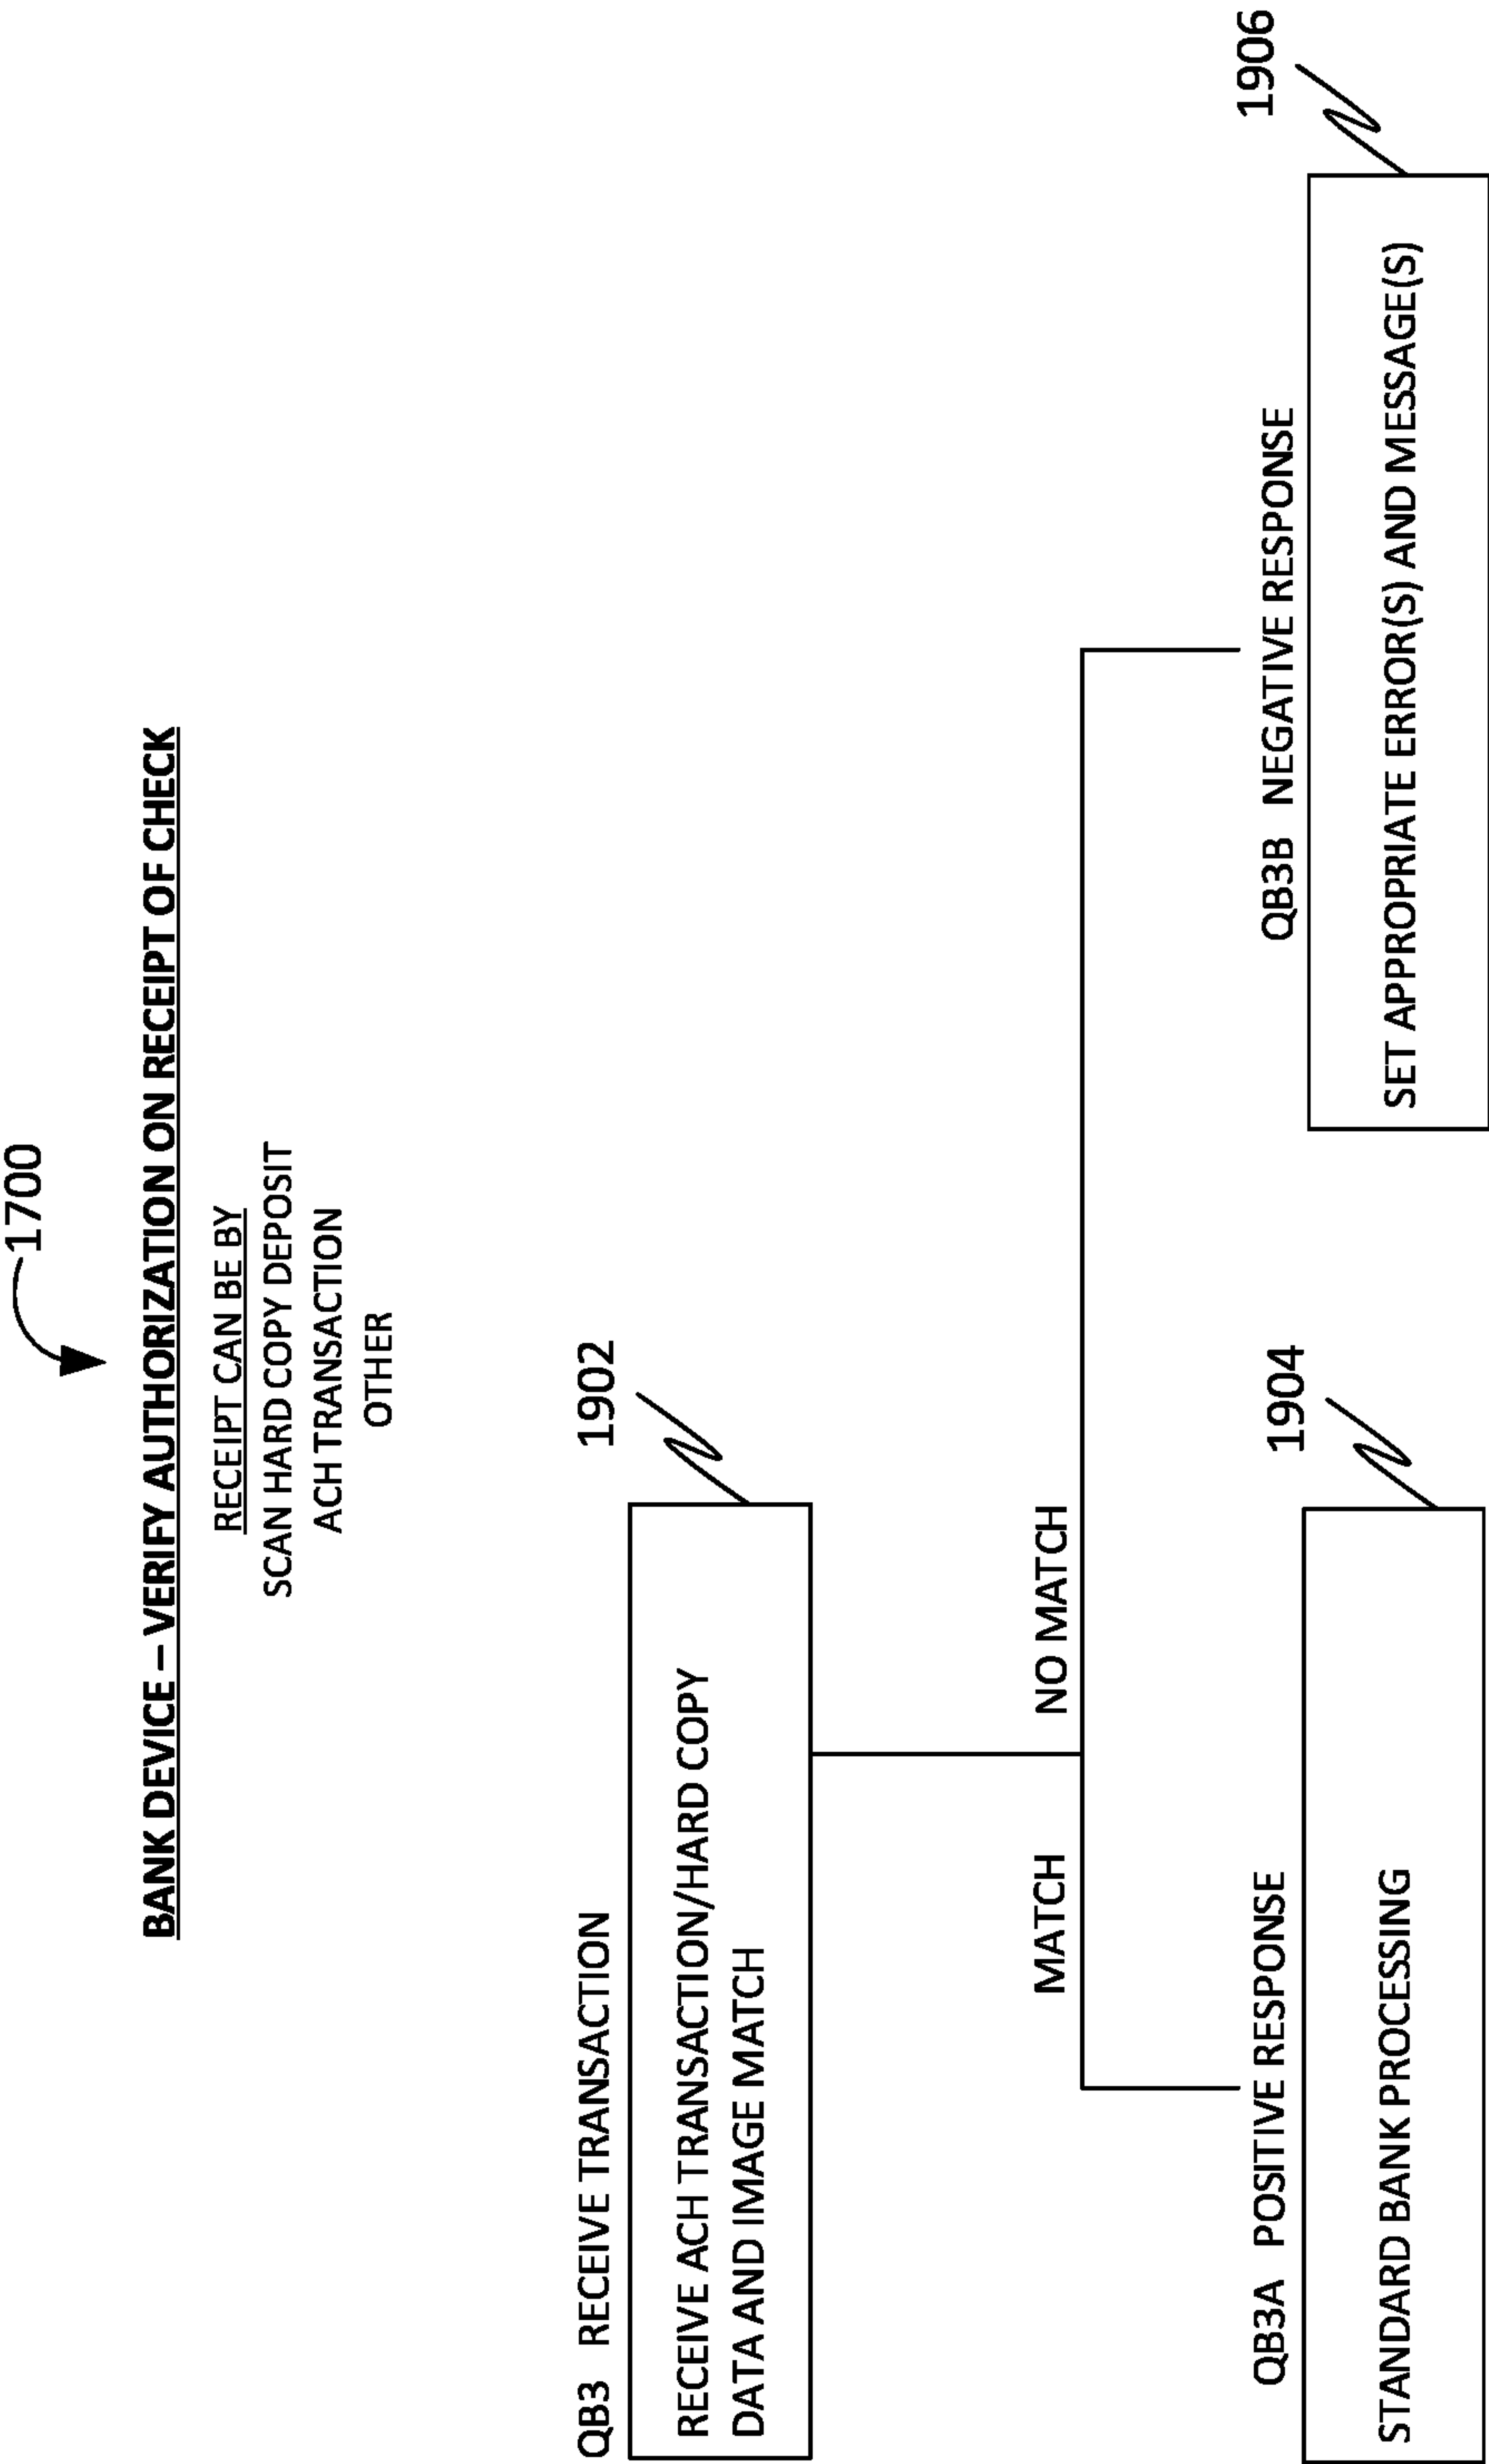 1700
BANK DEVICE – VERIFY AUTHORIZATION ON RECEIPT OF CHECK
RECEIPT CAN BE BY
SCAN HARD COPY DEPOSIT
ACH TRANSACTION
OTHER
1902
QB3 RECEIVE TRANSACTION
RECEIVE ACH TRANSACTION/HARD COPY
DATA AND IMAGE MATCH
MATCH
NO MATCH
1904
QB3A POSITIVE RESPONSE
STANDARD BANK PROCESSING
1906
QB3B NEGATIVE RESPONSE
SET APPROPRIATE ERROR(S) AND MESSAGE(S)